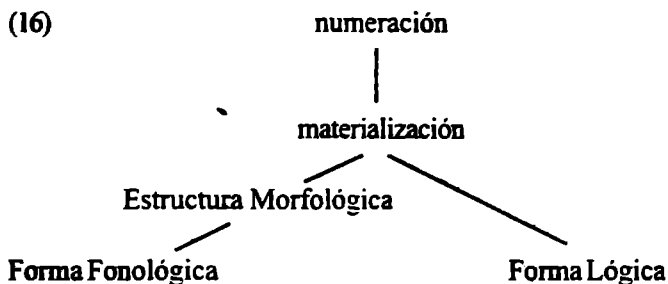 (16) numeración
materialización
Estructura Morfológica
Forma Fonológica Forma Lógica